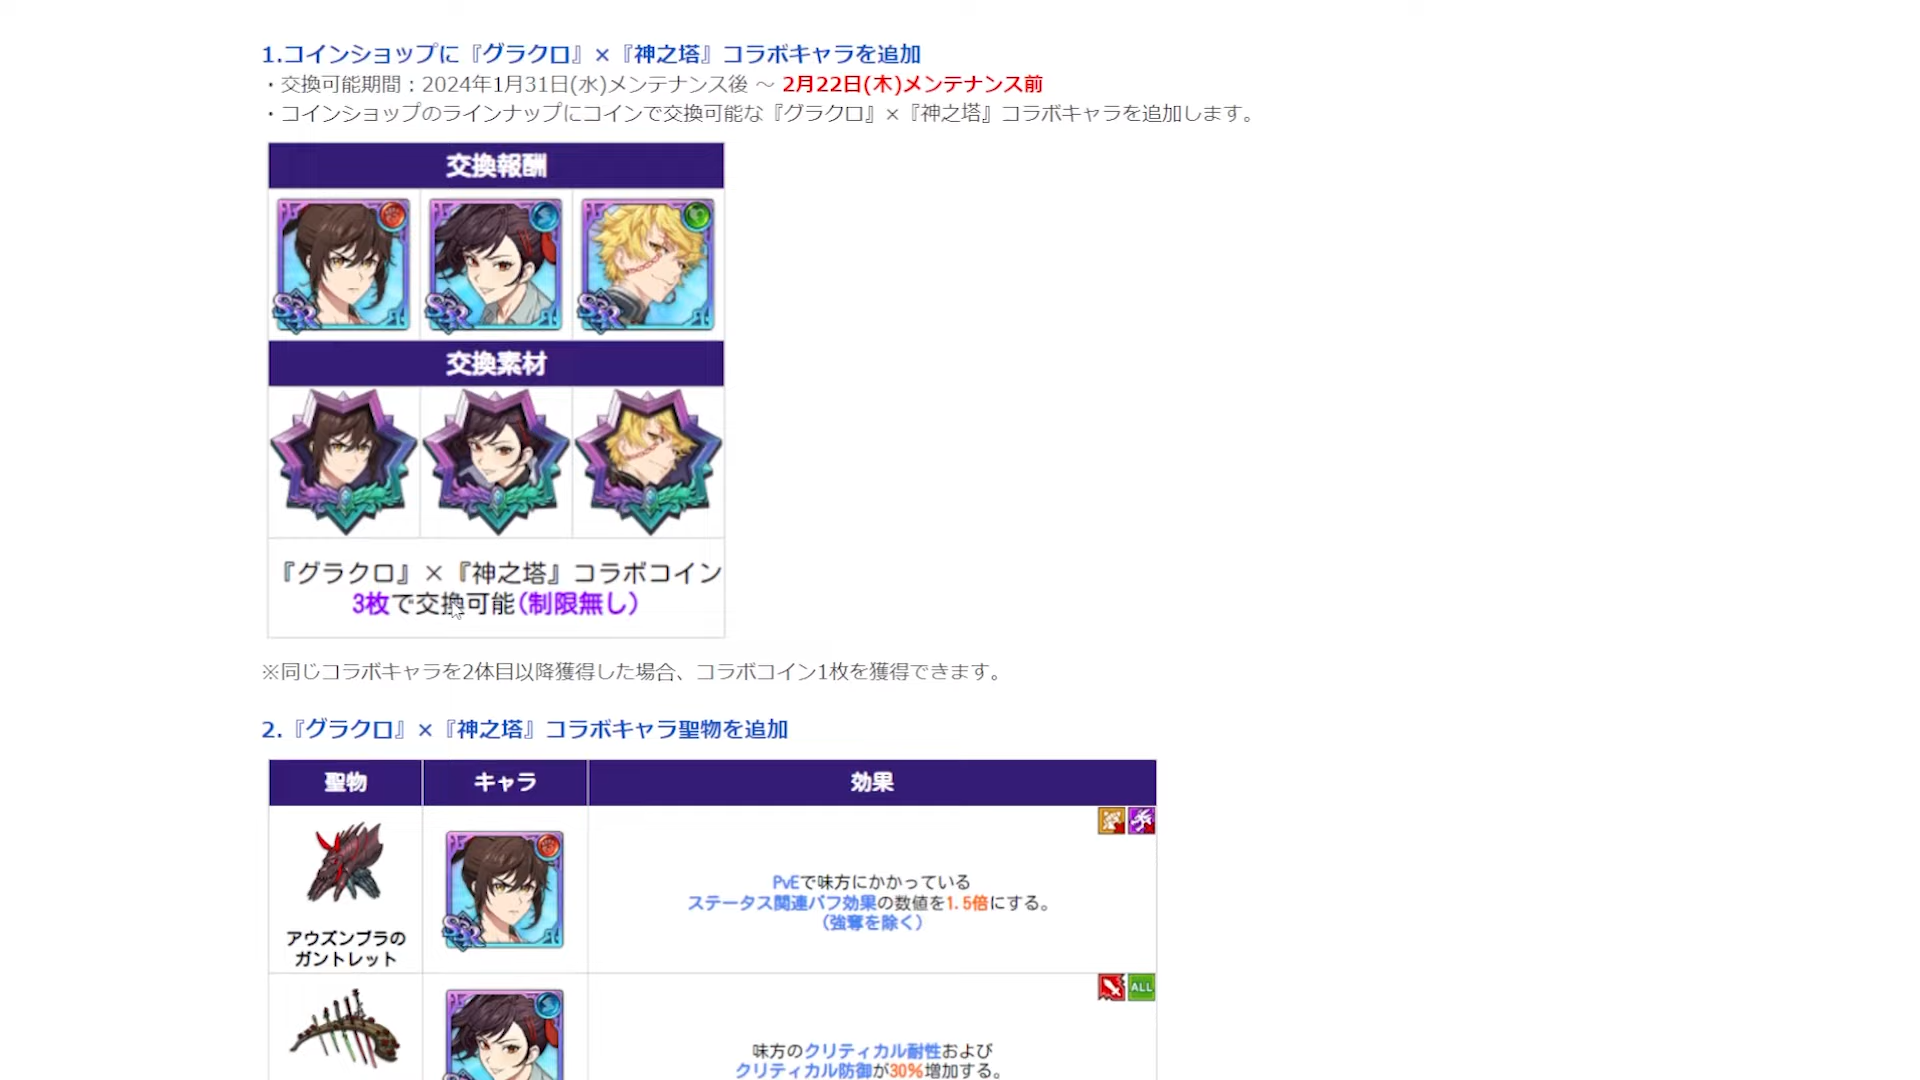 1.コインショップに『グラクロ』×『神之塔』コラボキャラを追加
・交換可能期間：2024年1月31日(水)メンテナンス後 ～ 2月22日(木)メンテナンス前
・コインショップのラインナップにコインで交換可能な『グラクロ』×『神之塔』コラボキャラを追加します。
交換報酬
SSR SSR SSR
交換素材
『グラクロ』×『神之塔』コラボコイン
3枚で交換可能(制限無し)
※同じコラボキャラを2体目以降獲得した場合、コラボコイン1枚を獲得できます。
2.『グラクロ』×『神之塔』コラボキャラ聖物を追加
聖物 キャラ 効果
アウズンブラの
ガントレット
SSR
PvEで味方にかかっている
ステータス関連バフ効果の数値を1.5倍にする。
(強奪を除く)
ALL
味方のクリティカル耐性および
クリティカル防御が30%増加する。